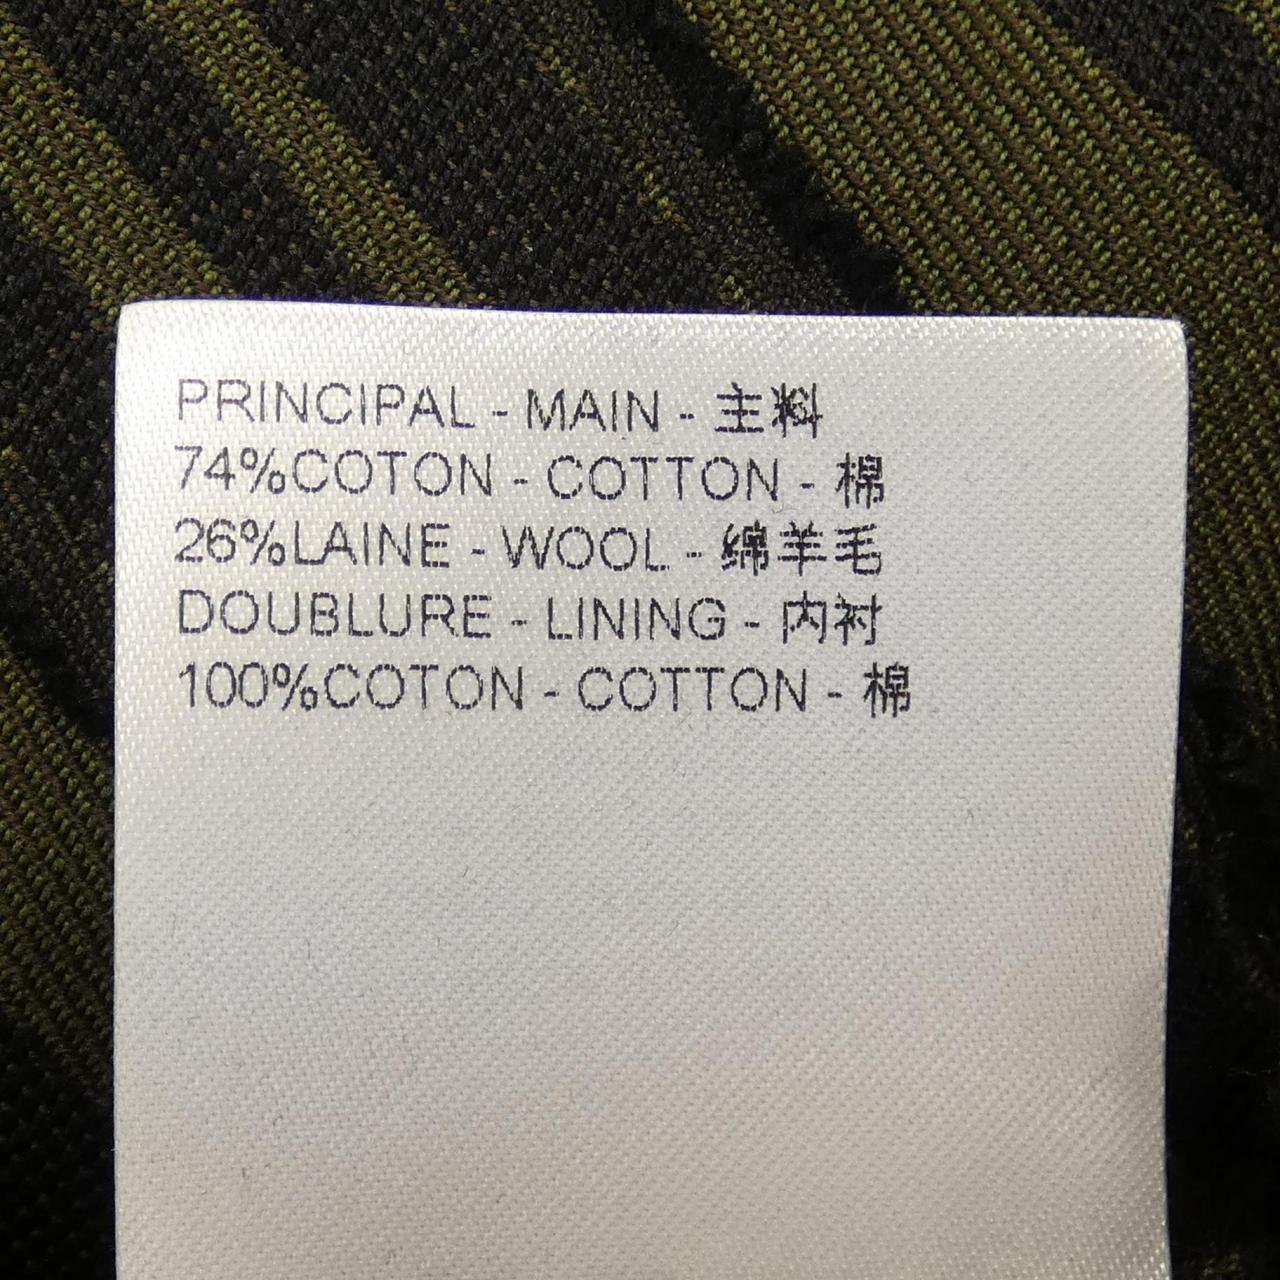 PRINCIPAL - MAIN - 主料
74%COTON - COTTON - 棉
26%LAINE - WOOL - 绵羊毛
DOUBLURE - LINING - 内衬
100%COTON - COTTON - 棉